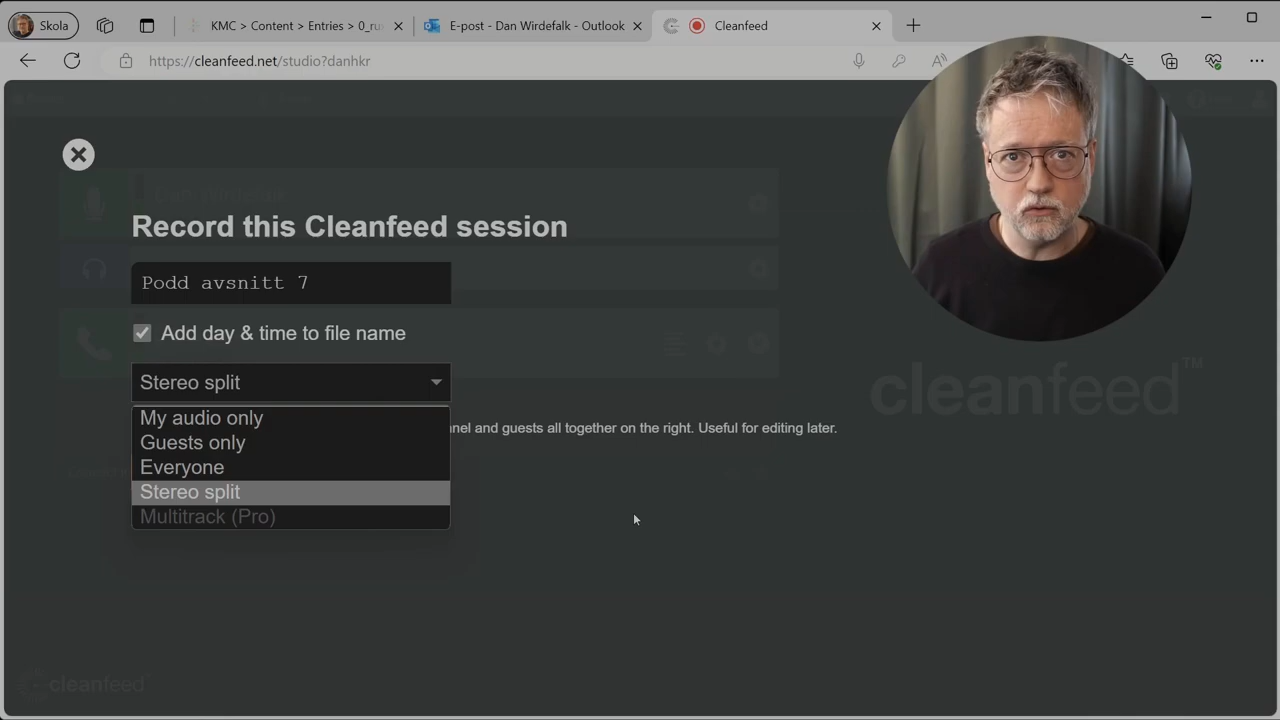 Skola
KMC > Content > Entries > 0_ru
E-post - Dan Wirdefalk - Outlook
Cleanfeed
https://cleanfeed.net/studio?danhkr
Record this Cleanfeed session
Podd avsnitt 7
Add day & time to file name
Stereo split
My audio only
Guests only
Everyone
Stereo split
Multitrack (Pro)
nel and guests all together on the right. Useful for editing later.
cleanfeed™
cleanfeed